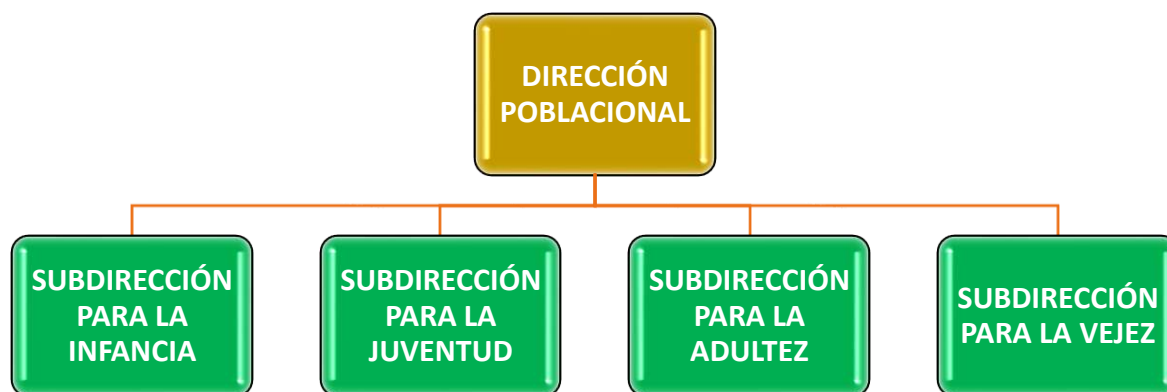 DIRECCIÓN
POBLACIONAL
SUBDIRECCIÓN
PARA LA
INFANCIA
SUBDIRECCIÓN
PARA LA
JUVENTUD
SUBDIRECCIÓN
PARA LA
ADULTEZ
SUBDIRECCIÓN
PARA LA VEJEZ